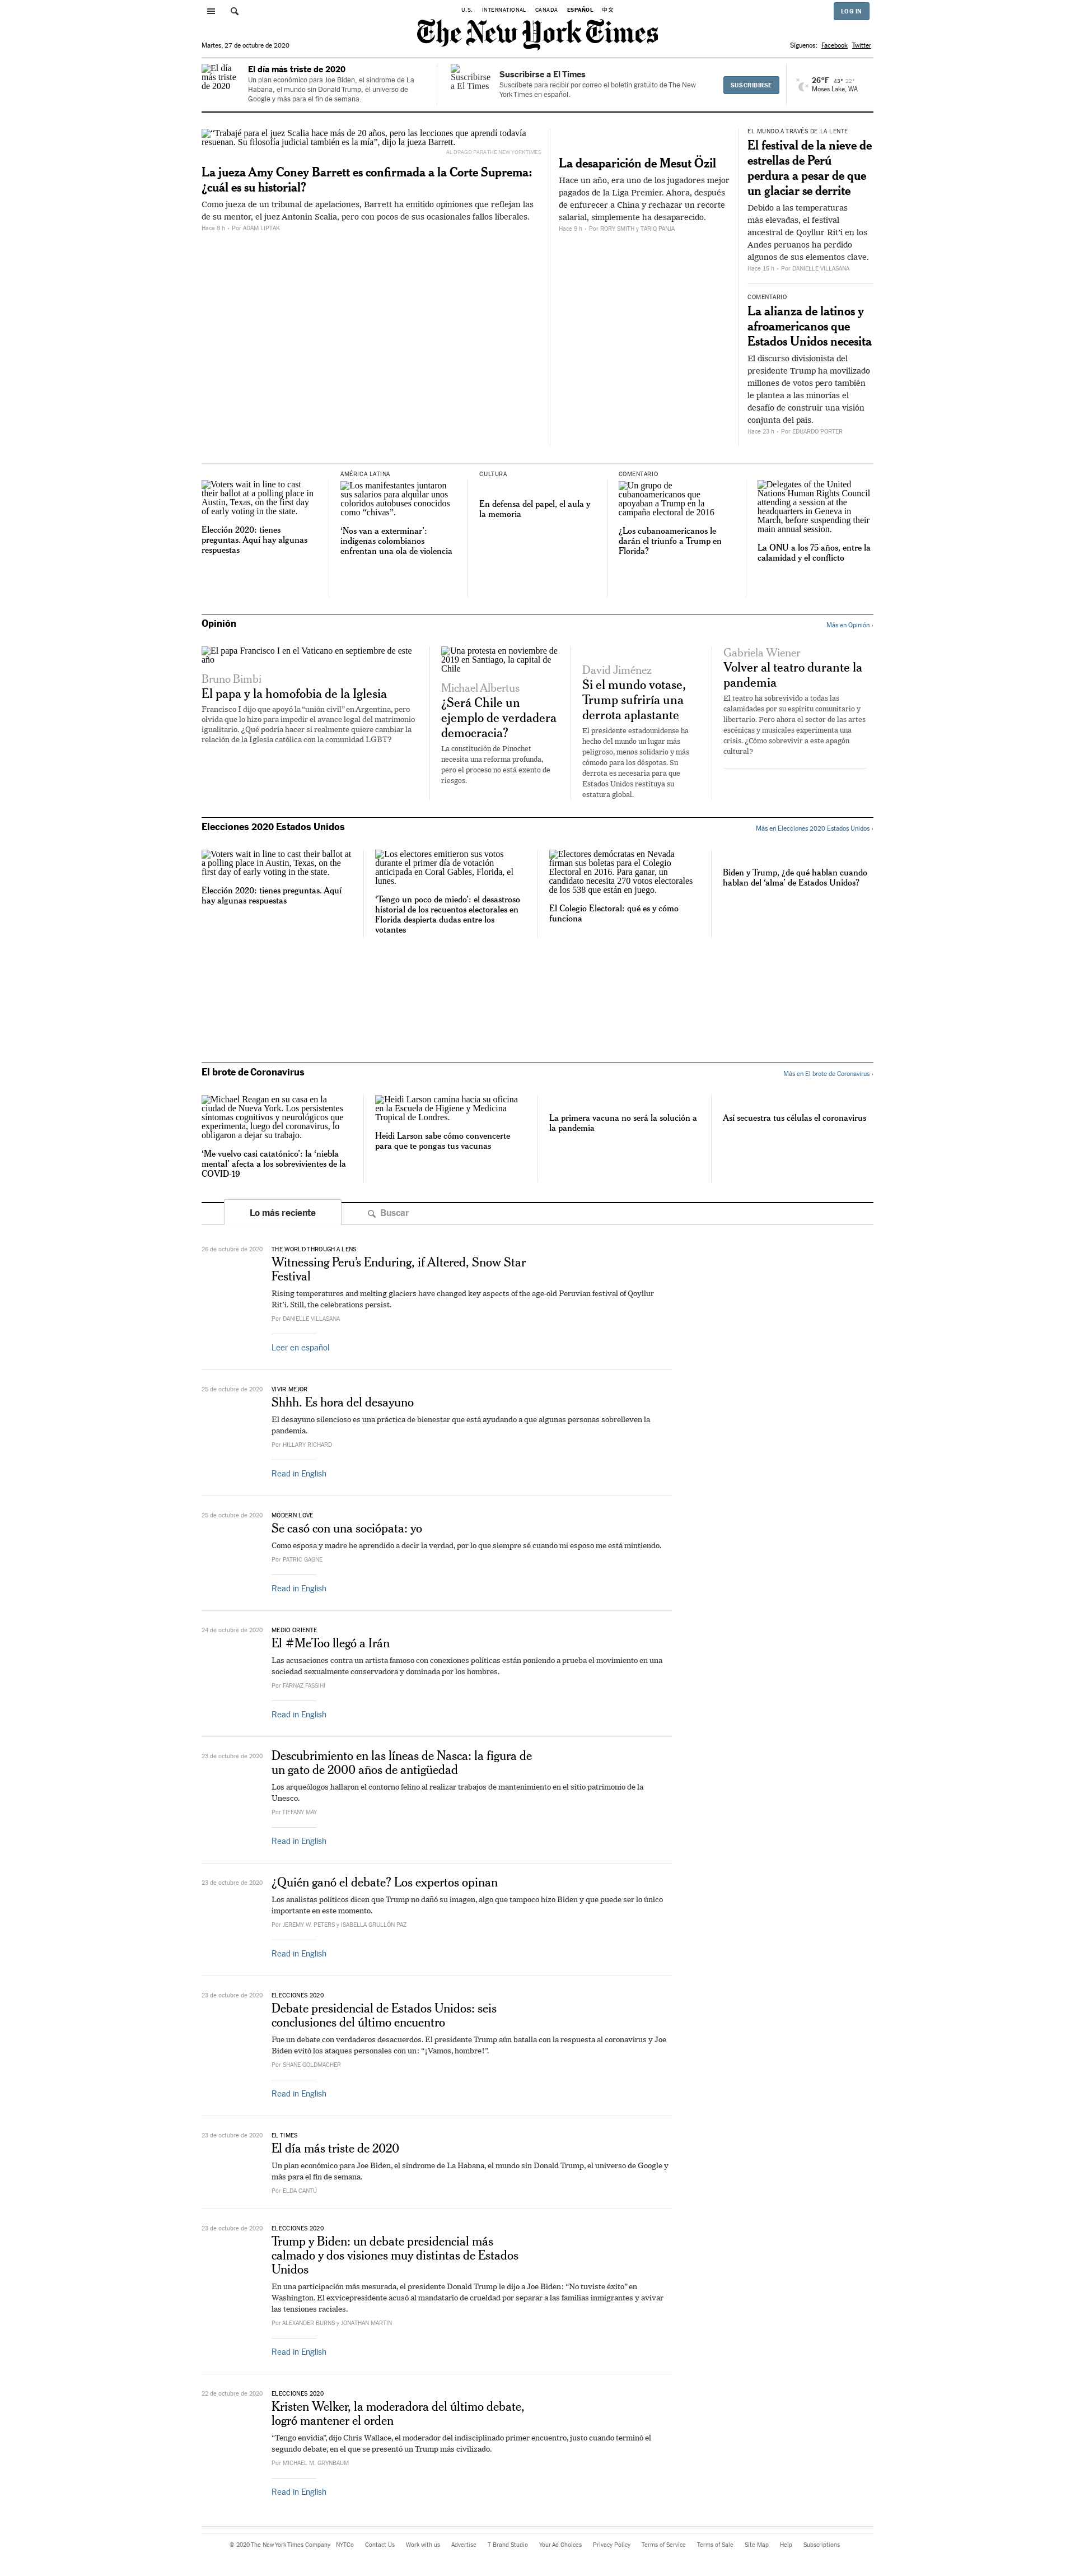 U.S. INTERNATIONAL CANADA ESPAÑOL 中文
LOG IN
The New York Times
Martes, 27 de octubre de 2020
Síguenos: Facebook Twitter
El día
más triste
de 2020
El día más triste de 2020
Un plan económico para Joe Biden, el síndrome de La
Habana, el mundo sin Donald Trump, el universo de
Google y más para el fin de semana.
Suscribirse
a El Times
Suscribirse a El Times
Suscríbete para recibir por correo el boletín gratuito de The New
York Times en español.
SUSCRIBIRSE
26°F 43° 22°
Moses Lake, WA
“Trabajé para el juez Scalia hace más de 20 años, pero las lecciones que aprendí todavía
resuenan. Su filosofía judicial también es la mía”, dijo la jueza Barrett.
AL DRAGO PARA THE NEW YORK TIMES
La jueza Amy Coney Barrett es confirmada a la Corte Suprema:
¿cuál es su historial?
Como jueza de un tribunal de apelaciones, Barrett ha emitido opiniones que reflejan las
de su mentor, el juez Antonin Scalia, pero con pocos de sus ocasionales fallos liberales.
Hace 8 h • Por ADAM LIPTAK
La desaparición de Mesut Özil
Hace un año, era uno de los jugadores mejor
pagados de la Liga Premier. Ahora, después
de enfurecer a China y rechazar un recorte
salarial, simplemente ha desaparecido.
Hace 9 h • Por RORY SMITH y TARIQ PANJA
EL MUNDO A TRAVÉS DE LA LENTE
El festival de la nieve de
estrellas de Perú
perdura a pesar de que
un glaciar se derrite
Debido a las temperaturas
más elevadas, el festival
ancestral de Qoyllur Rit’i en los
Andes peruanos ha perdido
algunos de sus elementos clave.
Hace 15 h • Por DANIELLE VILLASANA
COMENTARIO
La alianza de latinos y
afroamericanos que
Estados Unidos necesita
El discurso divisionista del
presidente Trump ha movilizado
millones de votos pero también
le plantea a las minorías el
desafío de construir una visión
conjunta del país.
Hace 23 h • Por EDUARDO PORTER
Voters wait in line to cast
their ballot at a polling place in
Austin, Texas, on the first day
of early voting in the state.
Elección 2020: tienes
preguntas. Aquí hay algunas
respuestas
AMÉRICA LATINA
Los manifestantes juntaron
sus salarios para alquilar unos
coloridos autobuses conocidos
como “chivas”.
‘Nos van a exterminar’:
indígenas colombianos
enfrentan una ola de violencia
CULTURA
En defensa del papel, el aula y
la memoria
COMENTARIO
Un grupo de
cubanoamericanos que
apoyaban a Trump en la
campaña electoral de 2016
¿Los cubanoamericanos le
darán el triunfo a Trump en
Florida?
Delegates of the United
Nations Human Rights Council
attending a session at the
headquarters in Geneva in
March, before suspending their
main annual session.
La ONU a los 75 años, entre la
calamidad y el conflicto
Opinión
Más en Opinión ›
El papa Francisco I en el Vaticano en septiembre de este
año
Bruno Bimbi
El papa y la homofobia de la Iglesia
Francisco I dijo que apoyó la “unión civil” en Argentina, pero
olvida que lo hizo para impedir el avance legal del matrimonio
igualitario. ¿Qué podría hacer si realmente quiere cambiar la
relación de la Iglesia católica con la comunidad LGBT?
Una protesta en noviembre de
2019 en Santiago, la capital de
Chile
Michael Albertus
¿Será Chile un
ejemplo de verdadera
democracia?
La constitución de Pinochet
necesita una reforma profunda,
pero el proceso no está exento de
riesgos.
David Jiménez
Si el mundo votase,
Trump sufriría una
derrota aplastante
El presidente estadounidense ha
hecho del mundo un lugar más
peligroso, menos solidario y más
cómodo para los déspotas. Su
derrota es necesaria para que
Estados Unidos restituya su
estatura global.
Gabriela Wiener
Volver al teatro durante la
pandemia
El teatro ha sobrevivido a todas las
calamidades por su espíritu comunitario y
libertario. Pero ahora el sector de las artes
escénicas y musicales experimenta una
crisis. ¿Cómo sobrevivir a este apagón
cultural?
Elecciones 2020 Estados Unidos
Más en Elecciones 2020 Estados Unidos ›
Voters wait in line to cast their ballot at
a polling place in Austin, Texas, on the
first day of early voting in the state.
Elección 2020: tienes preguntas. Aquí
hay algunas respuestas
Los electores emitieron sus votos
durante el primer día de votación
anticipada en Coral Gables, Florida, el
lunes.
‘Tengo un poco de miedo’: el desastroso
historial de los recuentos electorales en
Florida despierta dudas entre los
votantes
Electores demócratas en Nevada
firman sus boletas para el Colegio
Electoral en 2016. Para ganar, un
candidato necesita 270 votos electorales
de los 538 que están en juego.
El Colegio Electoral: qué es y cómo
funciona
Biden y Trump, ¿de qué hablan cuando
hablan del ‘alma’ de Estados Unidos?
El brote de Coronavirus
Más en El brote de Coronavirus ›
Michael Reagan en su casa en la
ciudad de Nueva York. Los persistentes
síntomas cognitivos y neurológicos que
experimenta, luego del coronavirus, lo
obligaron a dejar su trabajo.
‘Me vuelvo casi catatónico’: la ‘niebla
mental’ afecta a los sobrevivientes de la
COVID-19
Heidi Larson camina hacia su oficina
en la Escuela de Higiene y Medicina
Tropical de Londres.
Heidi Larson sabe cómo convencerte
para que te pongas tus vacunas
La primera vacuna no será la solución a
la pandemia
Así secuestra tus células el coronavirus
Lo más reciente
Buscar
26 de octubre de 2020
THE WORLD THROUGH A LENS
Witnessing Peru’s Enduring, if Altered, Snow Star
Festival
Rising temperatures and melting glaciers have changed key aspects of the age-old Peruvian festival of Qoyllur
Rit’i. Still, the celebrations persist.
Por DANIELLE VILLASANA
Leer en español
25 de octubre de 2020
VIVIR MEJOR
Shhh. Es hora del desayuno
El desayuno silencioso es una práctica de bienestar que está ayudando a que algunas personas sobrelleven la
pandemia.
Por HILLARY RICHARD
Read in English
25 de octubre de 2020
MODERN LOVE
Se casó con una sociópata: yo
Como esposa y madre he aprendido a decir la verdad, por lo que siempre sé cuando mi esposo me está mintiendo.
Por PATRIC GAGNE
Read in English
24 de octubre de 2020
MEDIO ORIENTE
El #MeToo llegó a Irán
Las acusaciones contra un artista famoso con conexiones políticas están poniendo a prueba el movimiento en una
sociedad sexualmente conservadora y dominada por los hombres.
Por FARNAZ FASSIHI
Read in English
23 de octubre de 2020
Descubrimiento en las líneas de Nasca: la figura de
un gato de 2000 años de antigüedad
Los arqueólogos hallaron el contorno felino al realizar trabajos de mantenimiento en el sitio patrimonio de la
Unesco.
Por TIFFANY MAY
Read in English
23 de octubre de 2020
¿Quién ganó el debate? Los expertos opinan
Los analistas políticos dicen que Trump no dañó su imagen, algo que tampoco hizo Biden y que puede ser lo único
importante en este momento.
Por JEREMY W. PETERS y ISABELLA GRULLÓN PAZ
Read in English
23 de octubre de 2020
ELECCIONES 2020
Debate presidencial de Estados Unidos: seis
conclusiones del último encuentro
Fue un debate con verdaderos desacuerdos. El presidente Trump aún batalla con la respuesta al coronavirus y Joe
Biden evitó los ataques personales con un: “¡Vamos, hombre!”.
Por SHANE GOLDMACHER
Read in English
23 de octubre de 2020
EL TIMES
El día más triste de 2020
Un plan económico para Joe Biden, el síndrome de La Habana, el mundo sin Donald Trump, el universo de Google y
más para el fin de semana.
Por ELDA CANTÚ
23 de octubre de 2020
ELECCIONES 2020
Trump y Biden: un debate presidencial más
calmado y dos visiones muy distintas de Estados
Unidos
En una participación más mesurada, el presidente Donald Trump le dijo a Joe Biden: “No tuviste éxito” en
Washington. El exvicepresidente acusó al mandatario de crueldad por separar a las familias inmigrantes y avivar
las tensiones raciales.
Por ALEXANDER BURNS y JONATHAN MARTIN
Read in English
22 de octubre de 2020
ELECCIONES 2020
Kristen Welker, la moderadora del último debate,
logró mantener el orden
“Tengo envidia”, dijo Chris Wallace, el moderador del indisciplinado primer encuentro, justo cuando terminó el
segundo debate, en el que se presentó un Trump más civilizado.
Por MICHAEL M. GRYNBAUM
Read in English
© 2020 The New York Times Company NYTCo Contact Us Work with us Advertise T Brand Studio Your Ad Choices Privacy Policy Terms of Service Terms of Sale Site Map Help Subscriptions